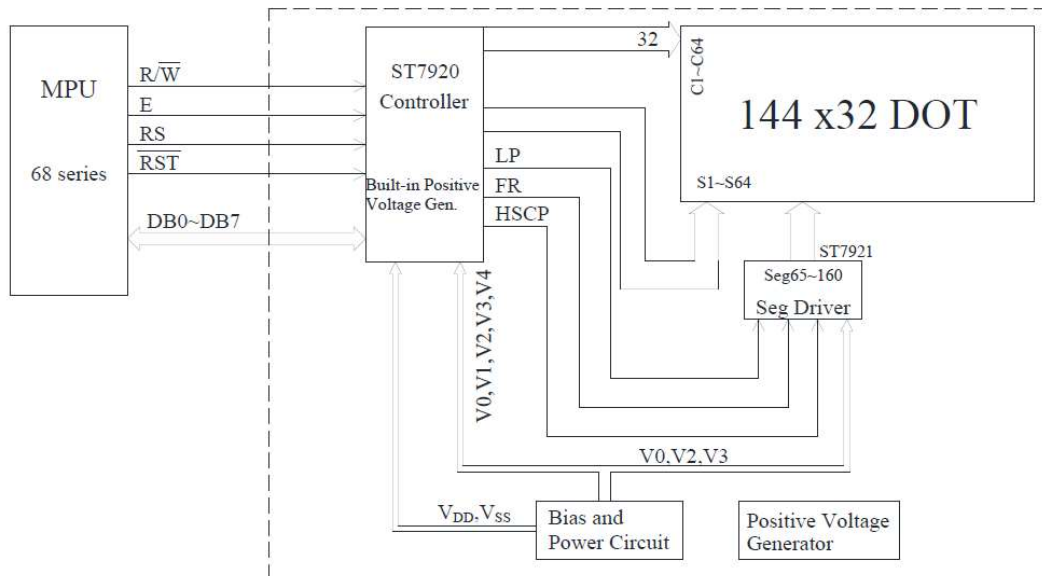 MPU
68 series
R/W̅
E
RS
R̅S̅T̅
DB0~DB7
ST7920
Controller
Built-in Positive
Voltage Gen.
32
LP
FR
HSCP
C1~C64
144 x32 DOT
S1~S64
ST7921
Seg65~160
Seg Driver
V0,V1,V2,V3,V4
V0,V2,V3
VDD,VSS
Bias and
Power Circuit
Positive Voltage
Generator